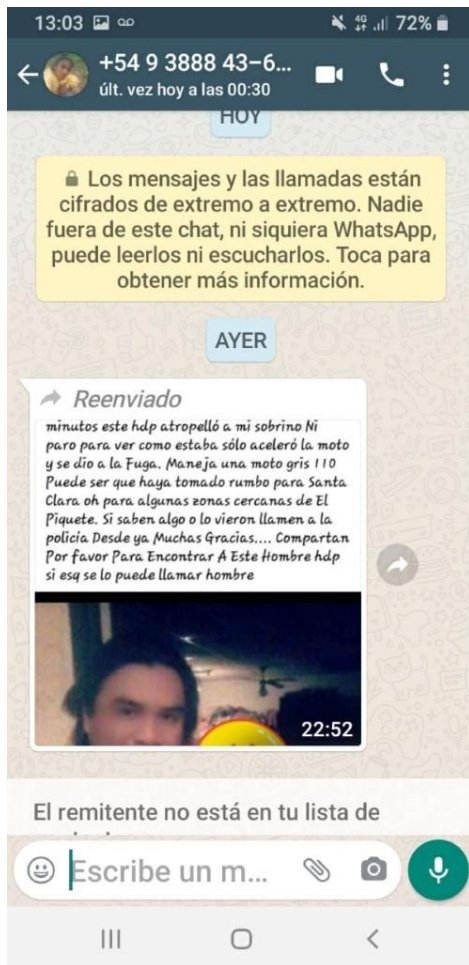 13:03 4G 72%
+54 9 3888 43-6...
últ. vez hoy a las 00:30
HOY
Los mensajes y las llamadas están
cifrados de extremo a extremo. Nadie
fuera de este chat, ni siquiera WhatsApp,
puede leerlos ni escucharlos. Toca para
obtener más información.
AYER
Reenviado
minutos este hdp atropelló a mi sobrino Ni
paro para ver como estaba sólo aceleró la moto
y se dio a la Fuga. Maneja una moto gris 110
Puede ser que haya tomado rumbo para Santa
Clara oh para algunas zonas cercanas de El
Piquete. Si saben algo o lo vieron llamen a la
policía Desde ya Muchas Gracias.... Compartan
Por favor Para Encontrar A Este Hombre hdp
si esq se lo puede llamar hombre
22:52
El remitente no está en tu lista de
Escribe un m...